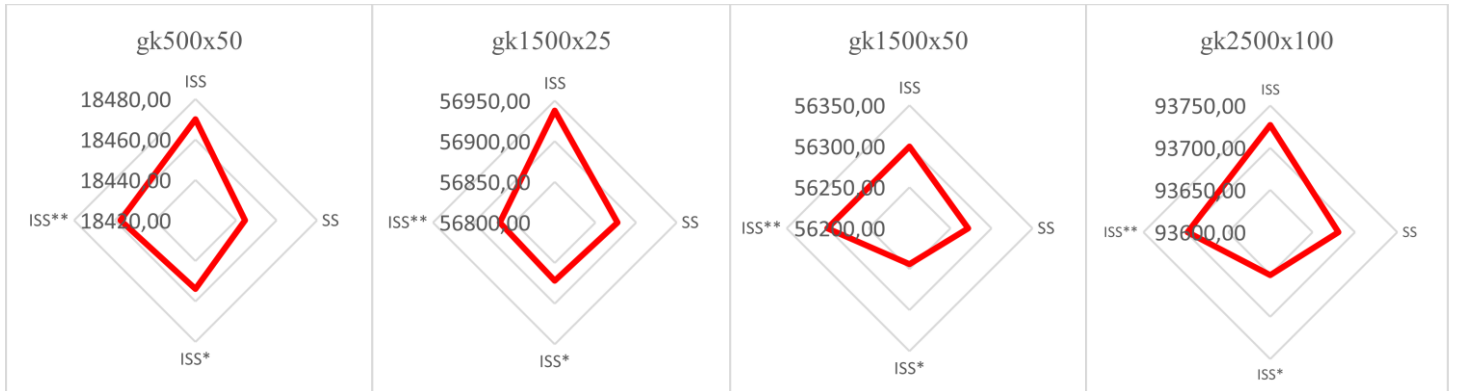 gk500x50
ISS
18480,00
18460,00
18440,00
18420,00
ISS**
SS
ISS*
gk1500x25
ISS
56950,00
56900,00
56850,00
56800,00
ISS**
SS
ISS*
gk1500x50
ISS
56350,00
56300,00
56250,00
56200,00
ISS**
SS
ISS*
gk2500x100
ISS
93750,00
93700,00
93650,00
93600,00
ISS**
SS
ISS*